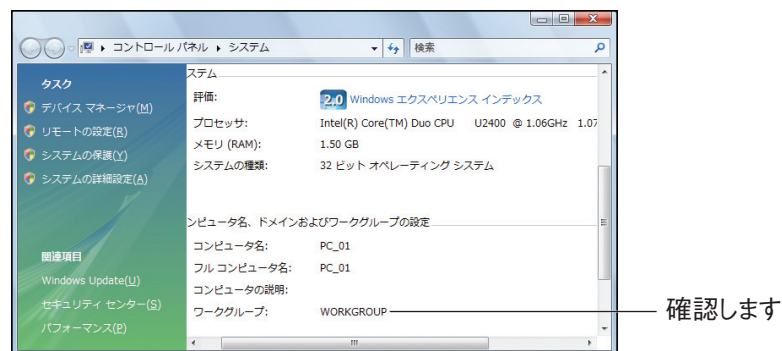 コントロール パネル ▸ システム
検索
タスク
デバイス マネージャ(M)
リモートの設定(R)
システムの保護(Y)
システムの詳細設定(A)
関連項目
Windows Update(U)
セキュリティ センター(S)
パフォーマンス(P)
ステム
評価: 2.0 Windows エクスペリエンス インデックス
プロセッサ: Intel(R) Core(TM) Duo CPU U2400 @ 1.06GHz 1.07
メモリ (RAM): 1.50 GB
システムの種類: 32 ビット オペレーティング システム
ンピュータ名、ドメインおよびワークグループの設定
コンピュータ名: PC_01
フル コンピュータ名: PC_01
コンピュータの説明:
ワークグループ: WORKGROUP
確認します